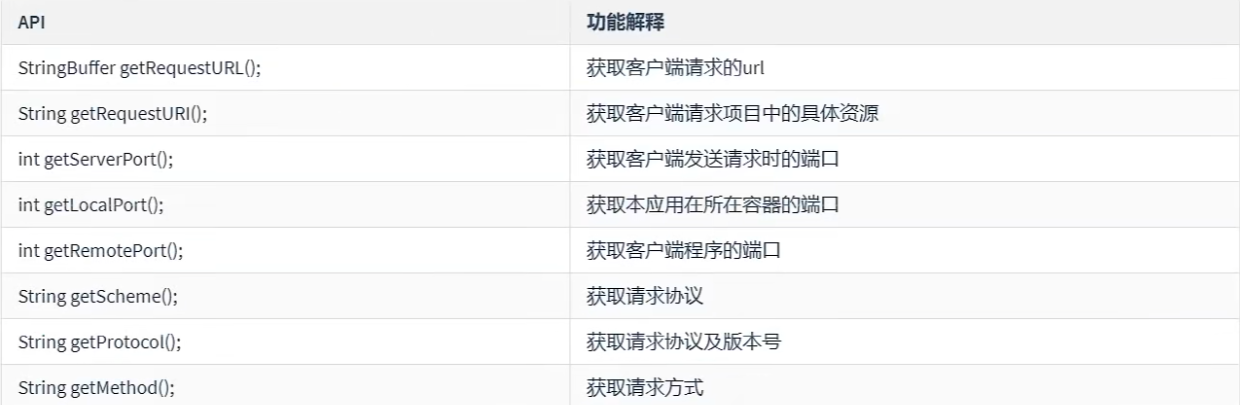 API 功能解释
StringBuffer getRequestURL(); 获取客户端请求的url
String getRequestURI(); 获取客户端请求项目中的具体资源
int getServerPort(); 获取客户端发送请求时的端口
int getLocalPort(); 获取本应用在所在容器的端口
int getRemotePort(); 获取客户端程序的端口
String getScheme(); 获取请求协议
String getProtocol(); 获取请求协议及版本号
String getMethod(); 获取请求方式